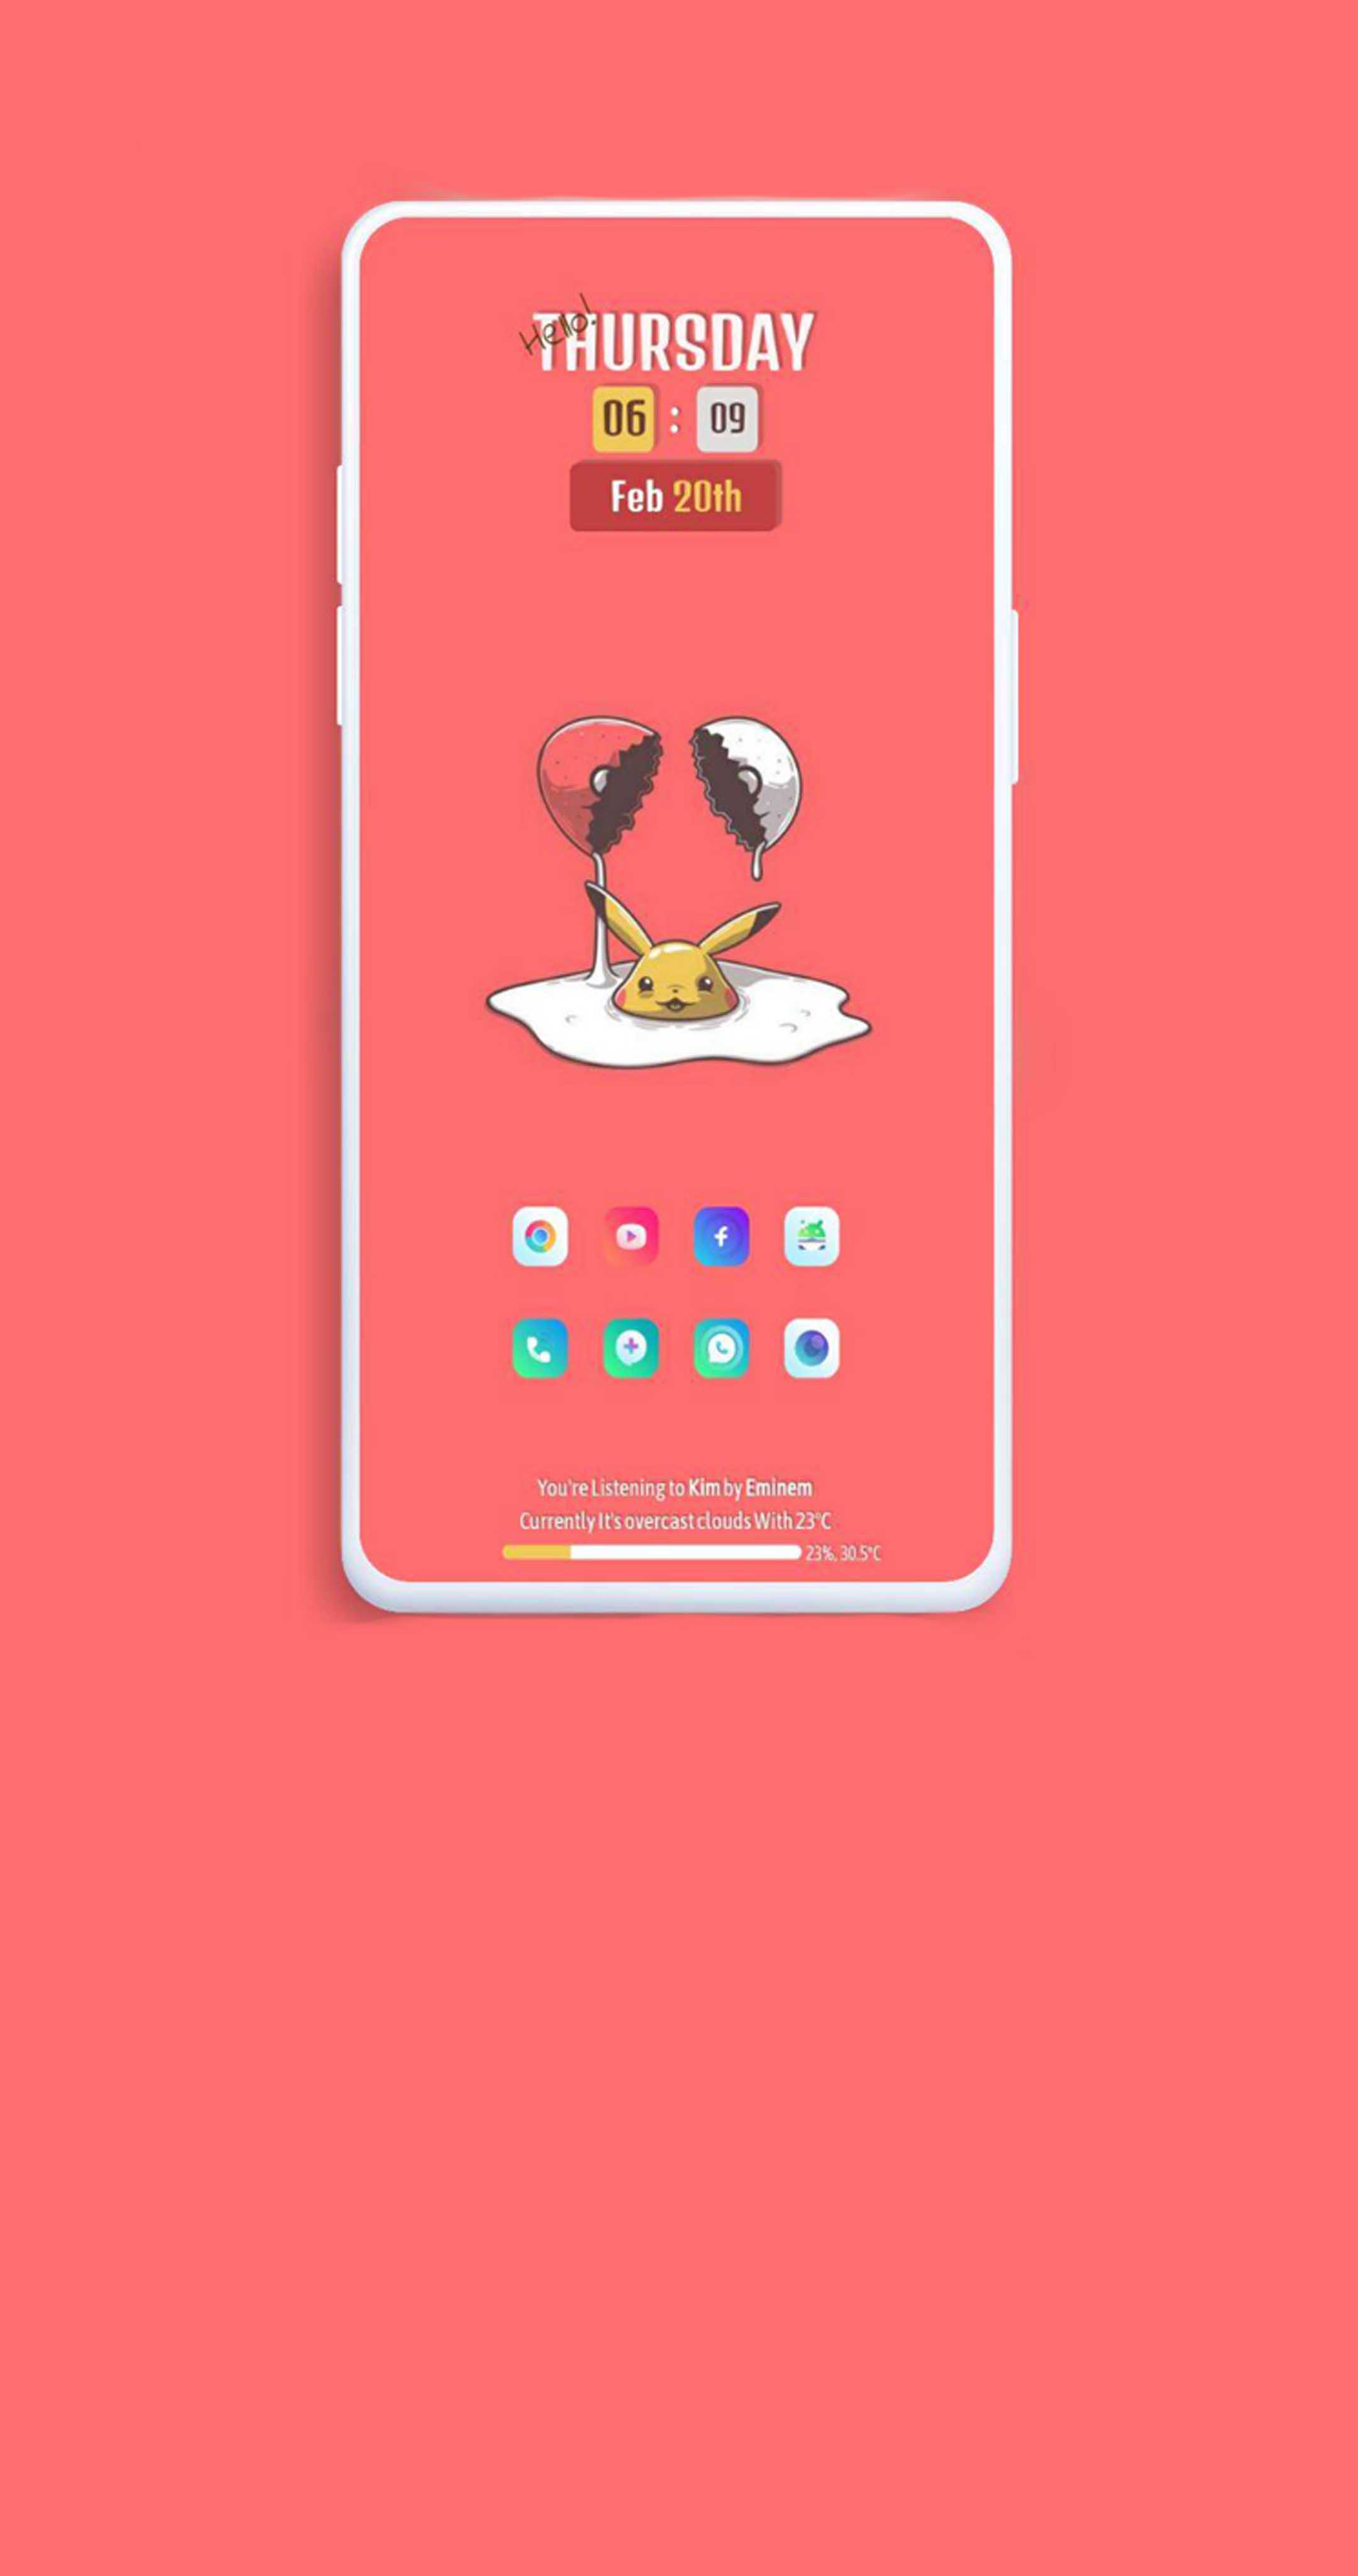 Hello!
THURSDAY
06 : 09
Feb 20th
f
You're Listening to Kim by Eminem
Currently It's overcast clouds With 23°C
23%, 30.5°C